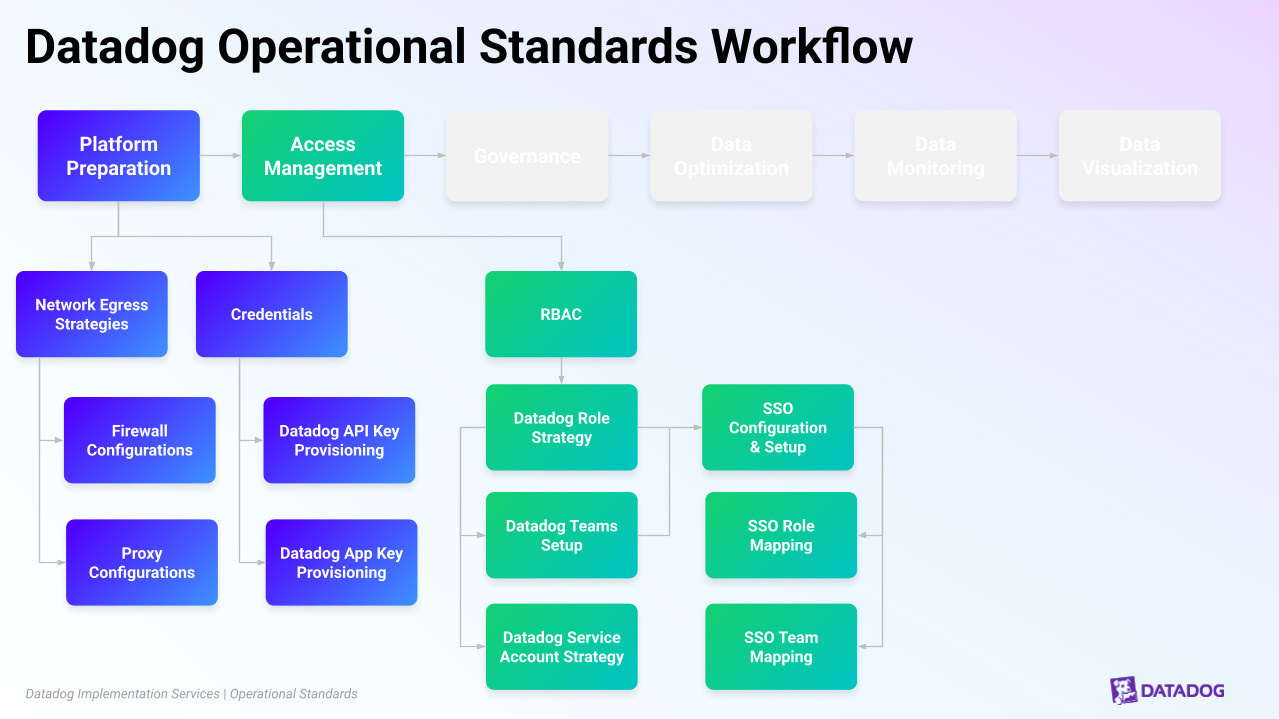 Datadog Operational Standards Workflow
Platform
Preparation
Access
Management
Governance
Data
Optimization
Data
Monitoring
Data
Visualization
Network Egress
Strategies
Credentials
RBAC
Firewall
Configurations
Datadog API Key
Provisioning
Datadog Role
Strategy
SSO
Configuration
& Setup
Proxy
Configurations
Datadog App Key
Provisioning
Datadog Teams
Setup
SSO Role
Mapping
Datadog Service
Account Strategy
SSO Team
Mapping
Datadog Implementation Services | Operational Standards
DATADOG